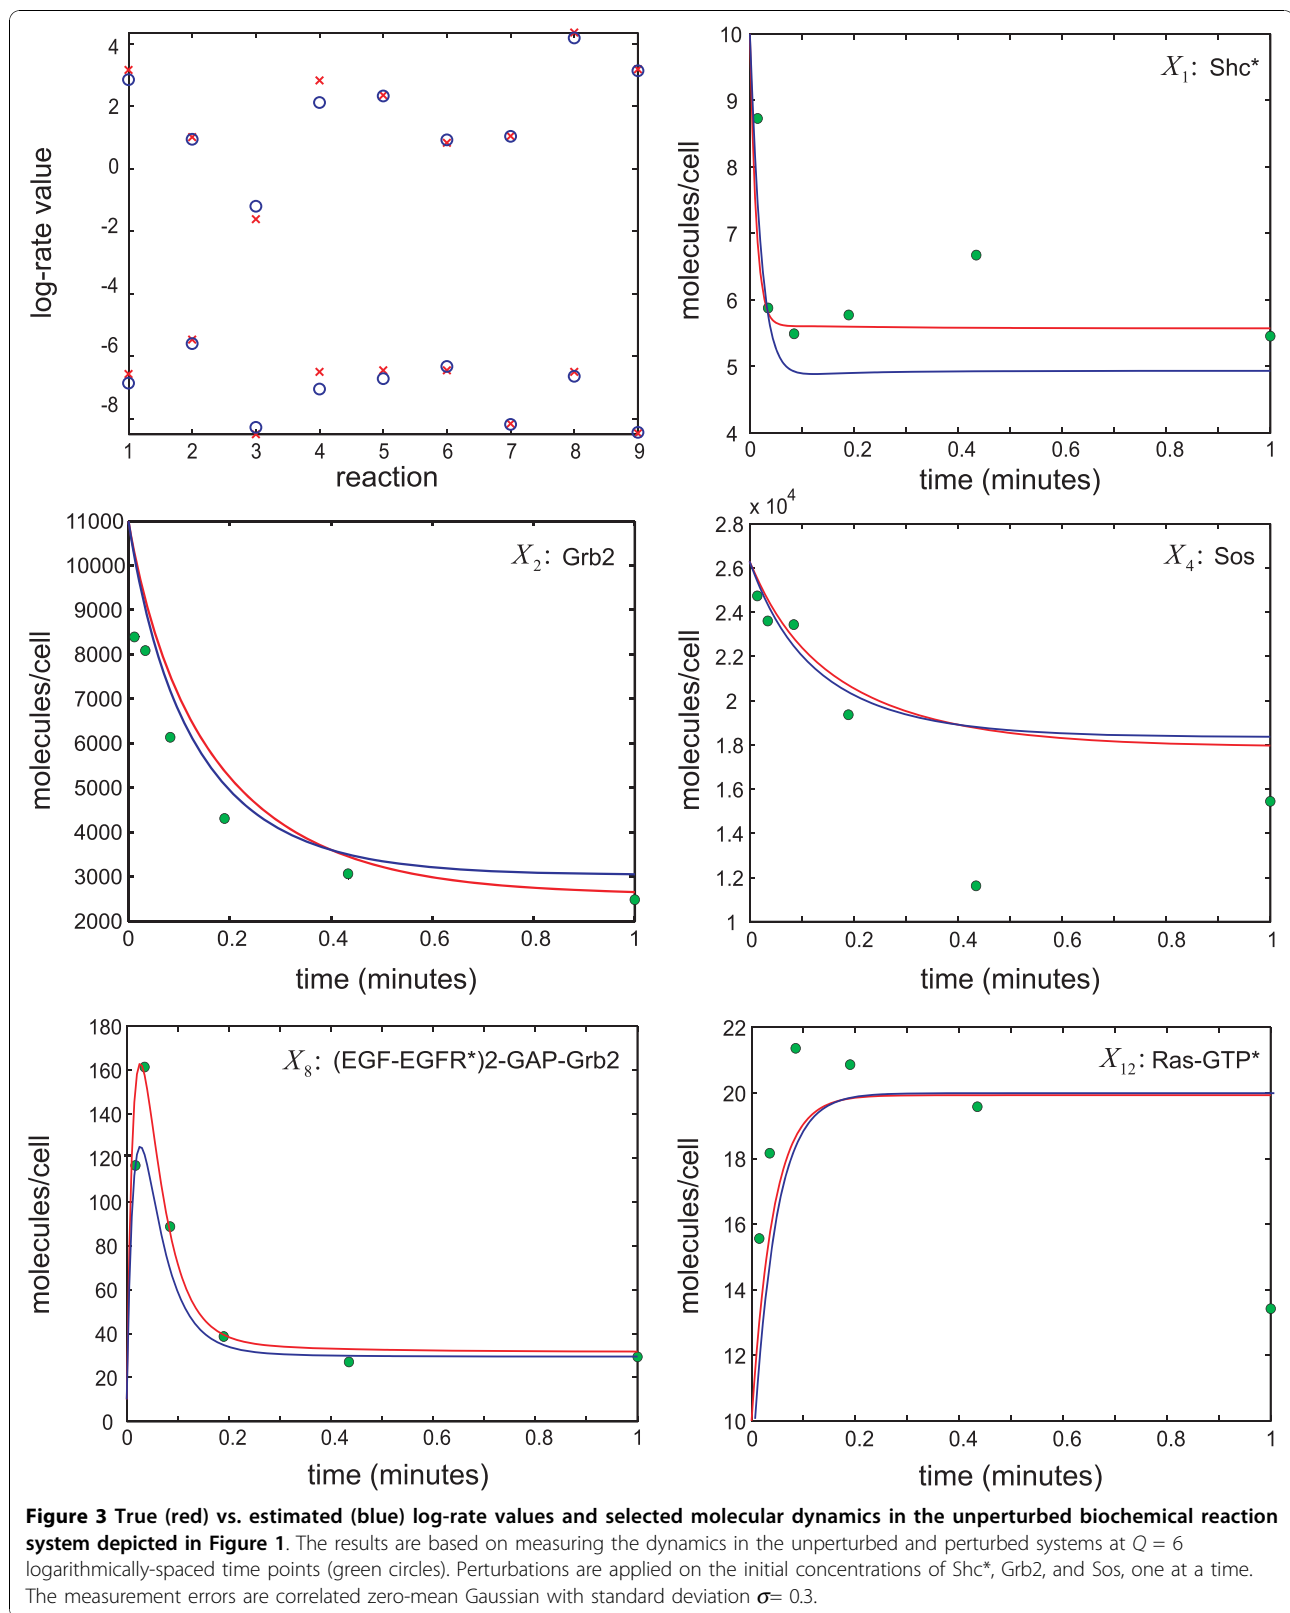 4
2
0
-2
-4
-6
-8
log-rate value
1 2 3 4 5 6 7 8 9
reaction
10
9
8
7
6
5
4
molecules/cell
X1: Shc*
0 0.2 0.4 0.6 0.8 1
time (minutes)
11000
10000
9000
8000
7000
6000
5000
4000
3000
2000
molecules/cell
X2: Grb2
0 0.2 0.4 0.6 0.8 1
time (minutes)
x 10^4
2.8
2.6
2.4
2.2
2
1.8
1.6
1.4
1.2
1
molecules/cell
X4: Sos
0 0.2 0.4 0.6 0.8 1
time (minutes)
180
160
140
120
100
80
60
40
20
0
molecules/cell
X8: (EGF-EGFR*)2-GAP-Grb2
0 0.2 0.4 0.6 0.8 1
time (minutes)
22
20
18
16
14
12
10
molecules/cell
X12: Ras-GTP*
0 0.2 0.4 0.6 0.8 1
time (minutes)
Figure 3 True (red) vs. estimated (blue) log-rate values and selected molecular dynamics in the unperturbed biochemical reaction
system depicted in Figure 1. The results are based on measuring the dynamics in the unperturbed and perturbed systems at Q = 6
logarithmically-spaced time points (green circles). Perturbations are applied on the initial concentrations of Shc*, Grb2, and Sos, one at a time.
The measurement errors are correlated zero-mean Gaussian with standard deviation σ= 0.3.